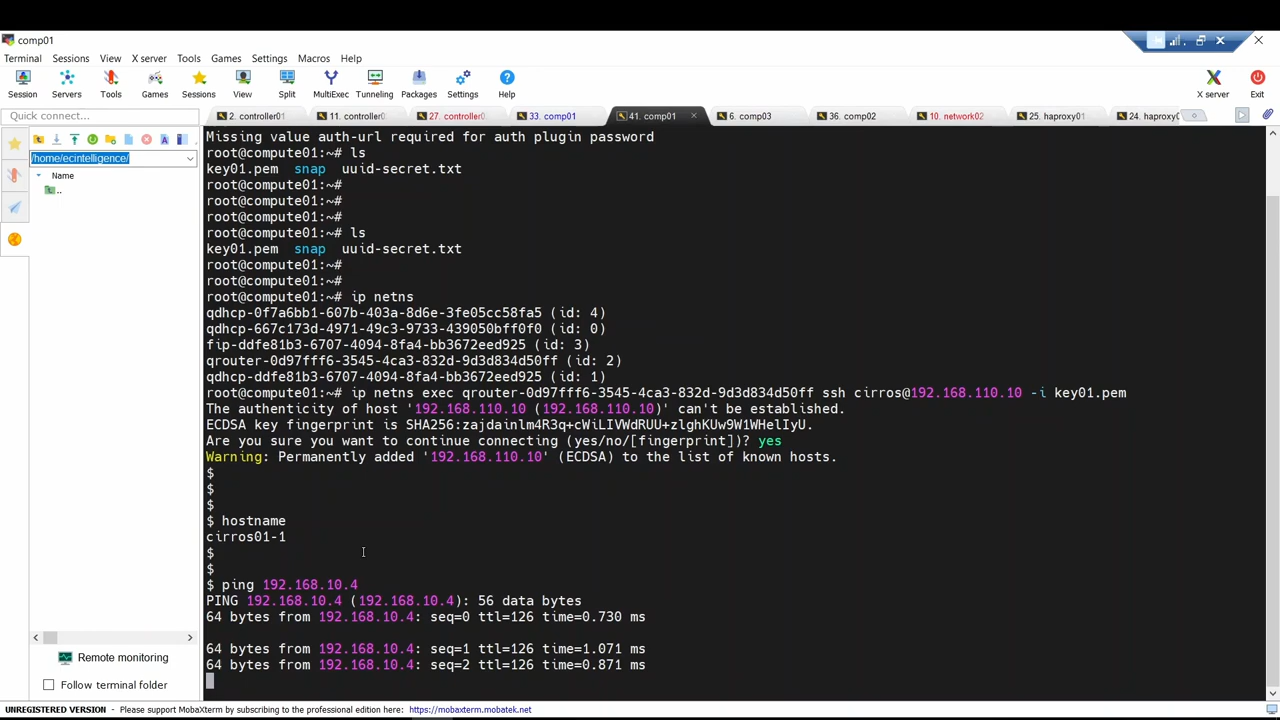 comp01
Terminal Sessions View X server Tools Games Settings Macros Help
Session Servers Tools Games Sessions View Split MultiExec Tunneling Packages Settings Help X server Exit
Quick connect...
2. controller01 11. controller01 27. controller0 33. comp01 41. comp01 6. comp03 36. comp02 10. network02 25. haproxy01 24. haproxy0
/home/ecintelligence/
Name
..
Missing value auth-url required for auth plugin password
root@compute01:~# ls
key01.pem snap uuid-secret.txt
root@compute01:~#
root@compute01:~#
root@compute01:~#
root@compute01:~# ls
key01.pem snap uuid-secret.txt
root@compute01:~#
root@compute01:~#
root@compute01:~# ip netns
qdhcp-0f7a6bb1-607b-403a-8d6e-3fe05cc58fa5 (id: 4)
qdhcp-667c173d-4971-49c3-9733-439050bff0f0 (id: 0)
fip-ddfe81b3-6707-4094-8fa4-bb3672eed925 (id: 3)
qrouter-0d97fff6-3545-4ca3-832d-9d3d834d50ff (id: 2)
qdhcp-ddfe81b3-6707-4094-8fa4-bb3672eed925 (id: 1)
root@compute01:~# ip netns exec qrouter-0d97fff6-3545-4ca3-832d-9d3d834d50ff ssh cirros@192.168.110.10 -i key01.pem
The authenticity of host '192.168.110.10 (192.168.110.10)' can't be established.
ECDSA key fingerprint is SHA256:zajdainlm4R3q+cWiLIVWdRUU+zlghKUw9W1WHelIyU.
Are you sure you want to continue connecting (yes/no/[fingerprint])? yes
Warning: Permanently added '192.168.110.10' (ECDSA) to the list of known hosts.
$
$
$
$ hostname
cirros01-1
$
$
$ ping 192.168.10.4
PING 192.168.10.4 (192.168.10.4): 56 data bytes
64 bytes from 192.168.10.4: seq=0 ttl=126 time=0.730 ms
64 bytes from 192.168.10.4: seq=1 ttl=126 time=1.071 ms
64 bytes from 192.168.10.4: seq=2 ttl=126 time=0.871 ms
Remote monitoring
Follow terminal folder
UNREGISTERED VERSION - Please support MobaXterm by subscribing to the professional edition here: https://mobaxterm.mobatek.net